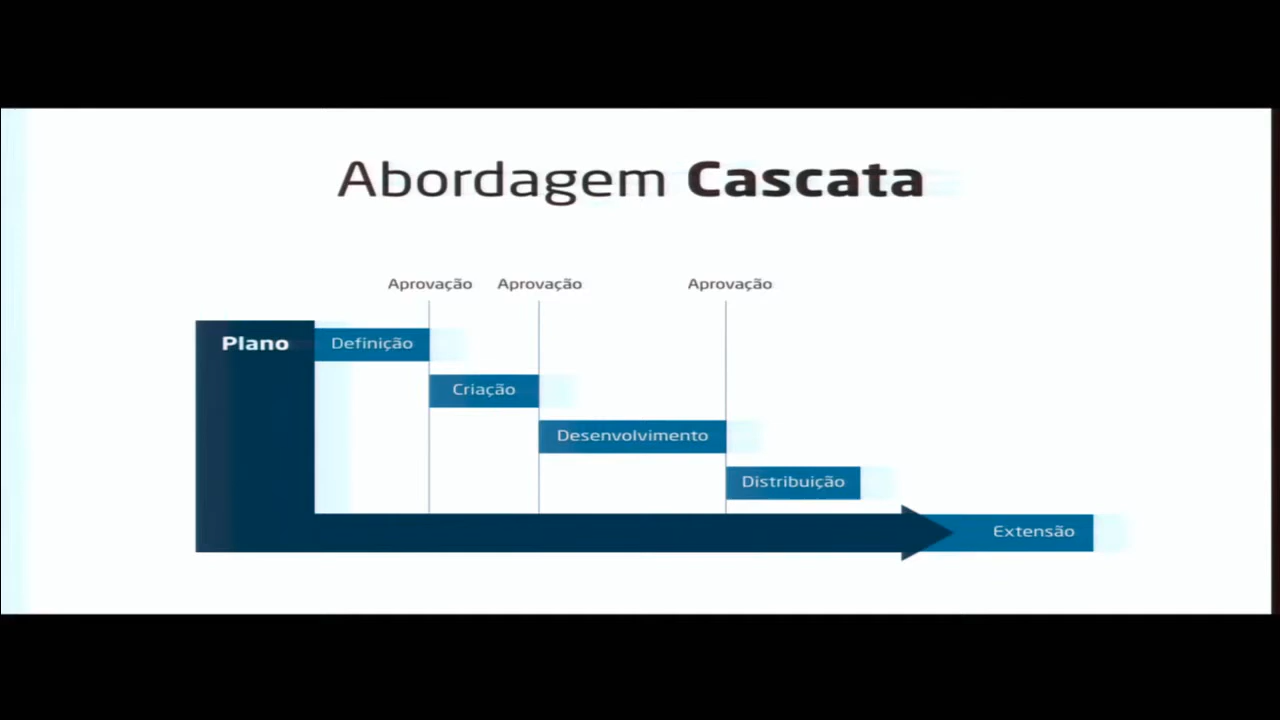 Abordagem Cascata
Aprovação Aprovação Aprovação
Plano Definição
Criação
Desenvolvimento
Distribuição
Extensão